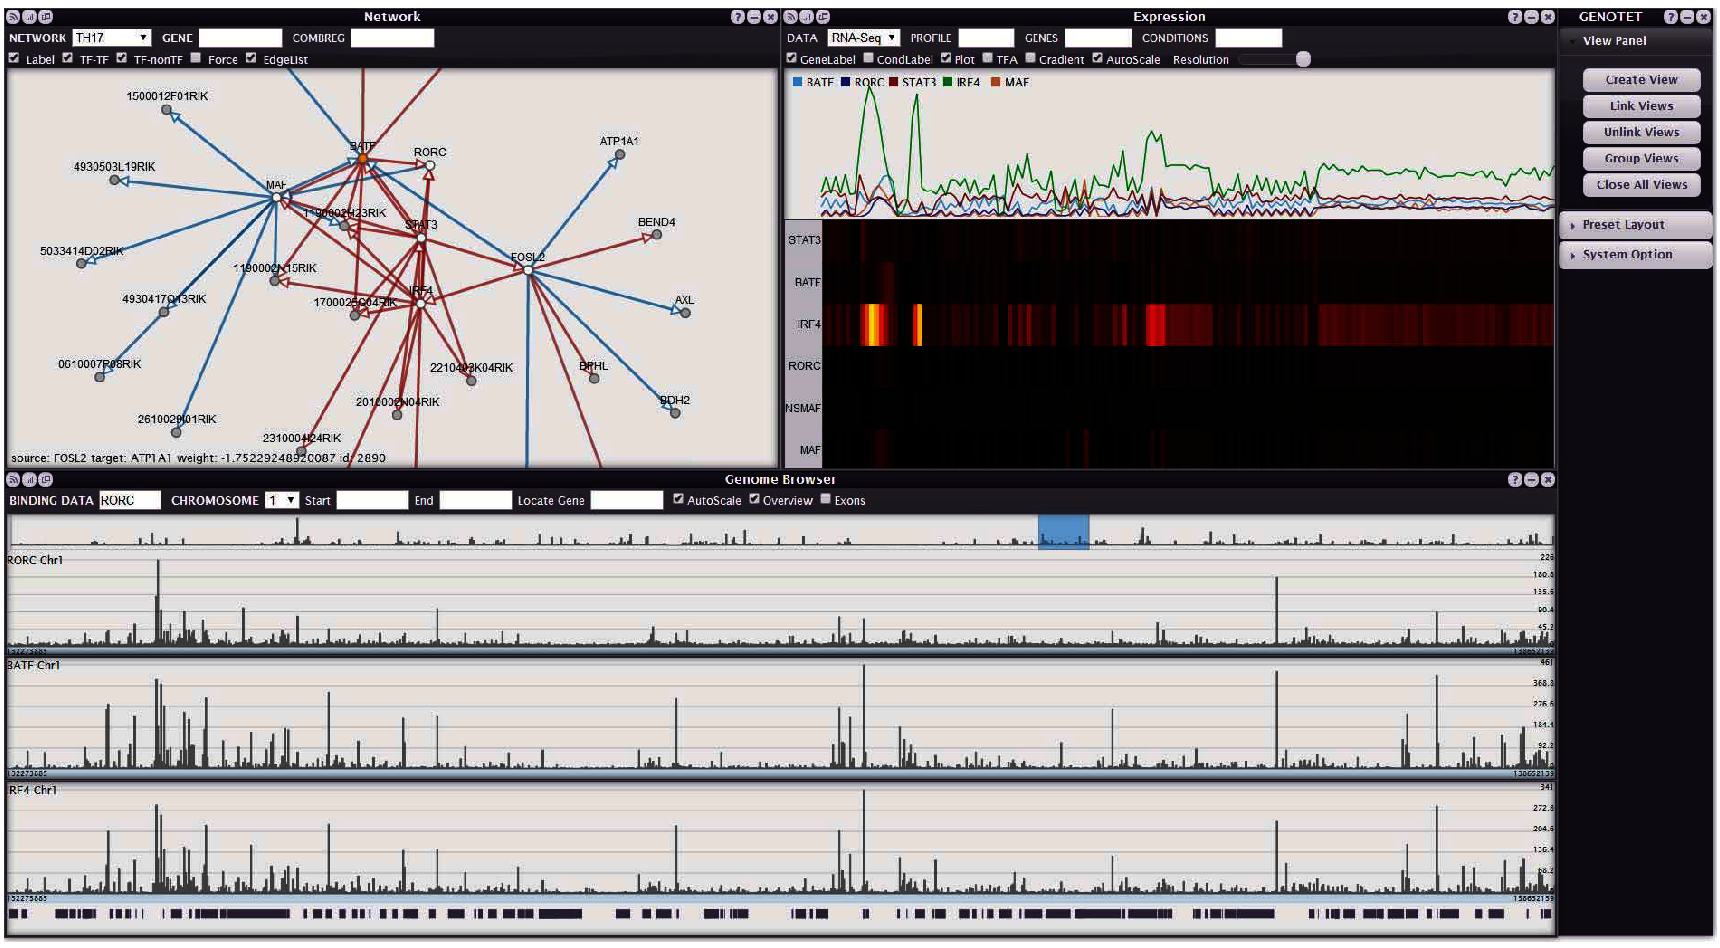 Network
NETWORK TH17 GENE COMBREG
Label TF-TF TF-nonTF Force EdgeList
1500012F01RIK
4930503L19RIK
BATF
RORC
ATP1A1
MAF
1190002H23RIK
STAT3
BEND4
5033414D02RIK
1190002N15RIK
FOSL2
4930417O13RIK
1700025G04RIK
IRF4
AXL
0610007P08RIK
2210403K04RIK
BPHL
2010002N04RIK
BDH2
2610029I01RIK
2310004I24RIK
source: FOSL2 target: ATP1A1 weight: -1.75229248920087 id: 2890
Expression
DATA RNA-Seq PROFILE GENES CONDITIONS
GeneLabel CondLabel Plot TFA Gradient AutoScale Resolution
BATF RORC STAT3 IRF4 MAF
STAT3
BATF
IRF4
RORC
NSMAF
MAF
GENOTET
View Panel
Create View
Link Views
Unlink Views
Group Views
Close All Views
Preset Layout
System Option
Genome Browser
BINDING DATA RORC CHROMOSOME 1 Start End Locate Gene AutoScale Overview Exons
RORC Chr1
226
180.8
135.6
90.4
45.2
BATF Chr1
461
368.8
276.6
184.4
92.2
IRF4 Chr1
341
272.8
204.6
136.4
68.2